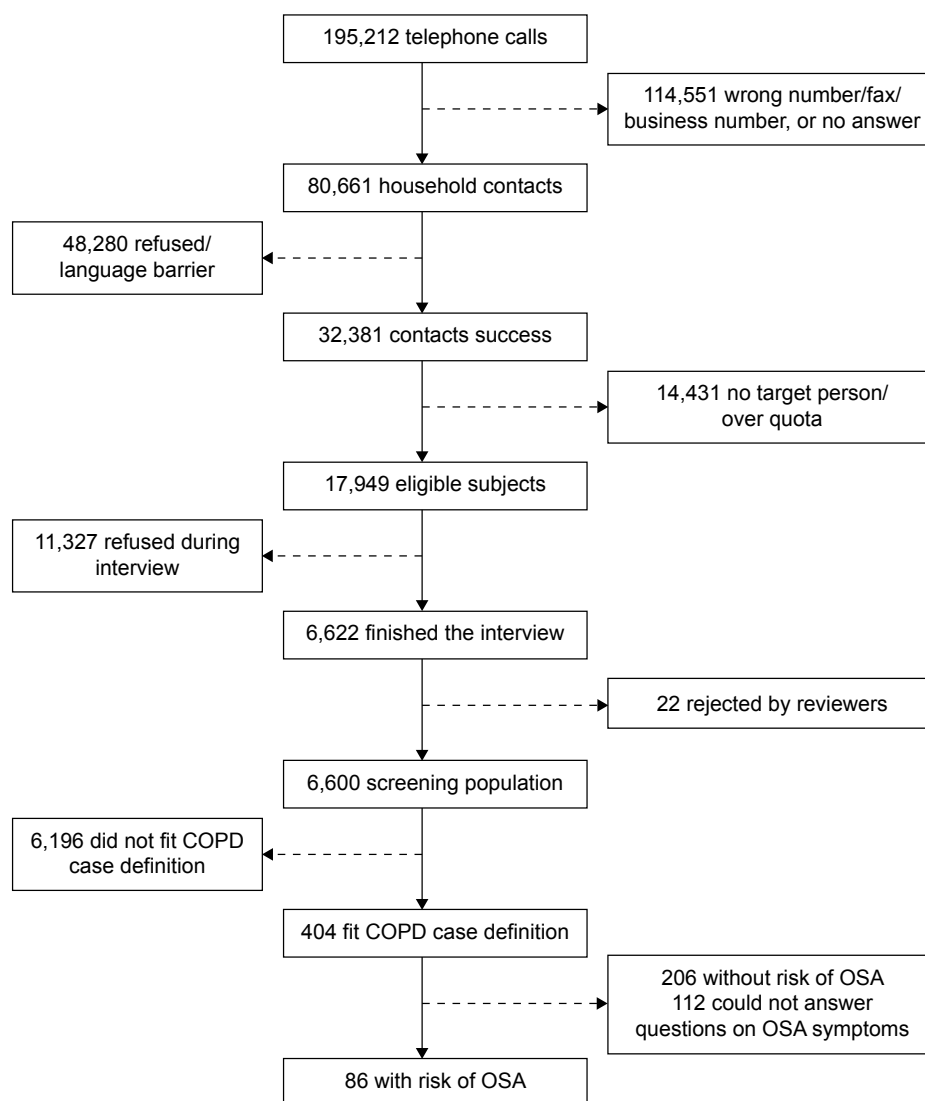 195,212 telephone calls
114,551 wrong number/fax/
business number, or no answer
80,661 household contacts
48,280 refused/
language barrier
32,381 contacts success
14,431 no target person/
over quota
17,949 eligible subjects
11,327 refused during
interview
6,622 finished the interview
22 rejected by reviewers
6,600 screening population
6,196 did not fit COPD
case definition
404 fit COPD case definition
206 without risk of OSA
112 could not answer
questions on OSA symptoms
86 with risk of OSA